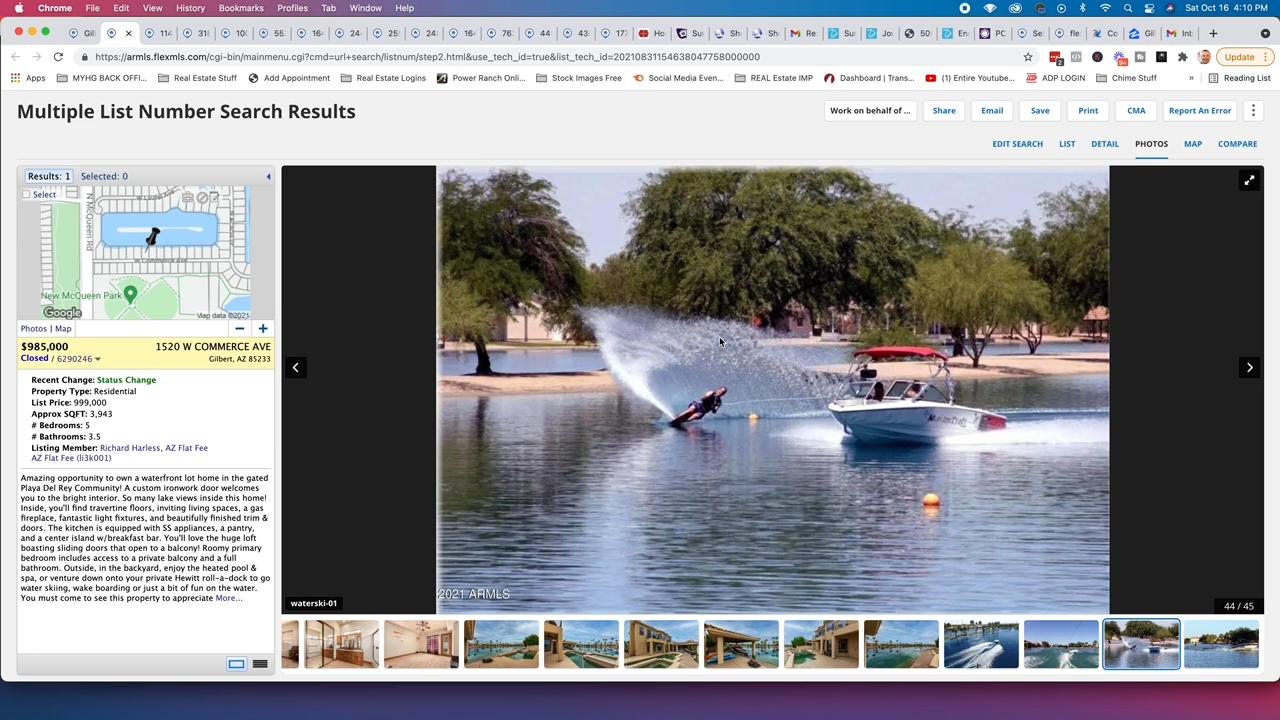 Chrome File Edit View History Bookmarks Profiles Tab Window Help
Sat Oct 16 4:10 PM
https://armls.flexmls.com/cgi-bin/mainmenu.cgi?cmd=url+search/listnum/step2.html&use_tech_id=true&list_tech_id=20210831154638047758000000
Update
Apps MYHG BACK OFFI... Real Estate Stuff Add Appointment Real Estate Logins Power Ranch Onli... Stock Images Free Social Media Even... REAL Estate IMP Dashboard | Trans... (1) Entire Youtube... ADP LOGIN Chime Stuff » Reading List
Multiple List Number Search Results
Work on behalf of ... Share Email Save Print CMA Report An Error
EDIT SEARCH LIST DETAIL PHOTOS MAP COMPARE
Results: 1 Selected: 0
Select
N McQueen Rd
W Commerce Ave
New McQueen Park
Google Map data ©2021
Photos | Map
$985,000 1520 W COMMERCE AVE
Closed / 6290246 Gilbert, AZ 85233
Recent Change: Status Change
Property Type: Residential
List Price: 999,000
Approx SQFT: 3,943
# Bedrooms: 5
# Bathrooms: 3.5
Listing Member: Richard Harless, AZ Flat Fee
AZ Flat Fee (li3k001)
Amazing opportunity to own a waterfront lot home in the gated
Playa Del Rey Community! A custom ironwork door welcomes
you to the bright interior. So many lake views inside this home!
Inside, you'll find travertine floors, inviting living spaces, a gas
fireplace, fantastic light fixtures, and beautifully finished trim &
doors. The kitchen is equipped with SS appliances, a pantry,
and a center island w/breakfast bar. You'll love the huge loft
boasting sliding doors that open to a balcony! Roomy primary
bedroom includes access to a private balcony and a full
bathroom. Outside, in the backyard, enjoy the heated pool &
spa, or venture down onto your private Hewitt roll-a-dock to go
water skiing, wake boarding or just a bit of fun on the water.
You must come to see this property to appreciate More...
MasterCraft
2021 ARMLS
waterski-01
44 / 45